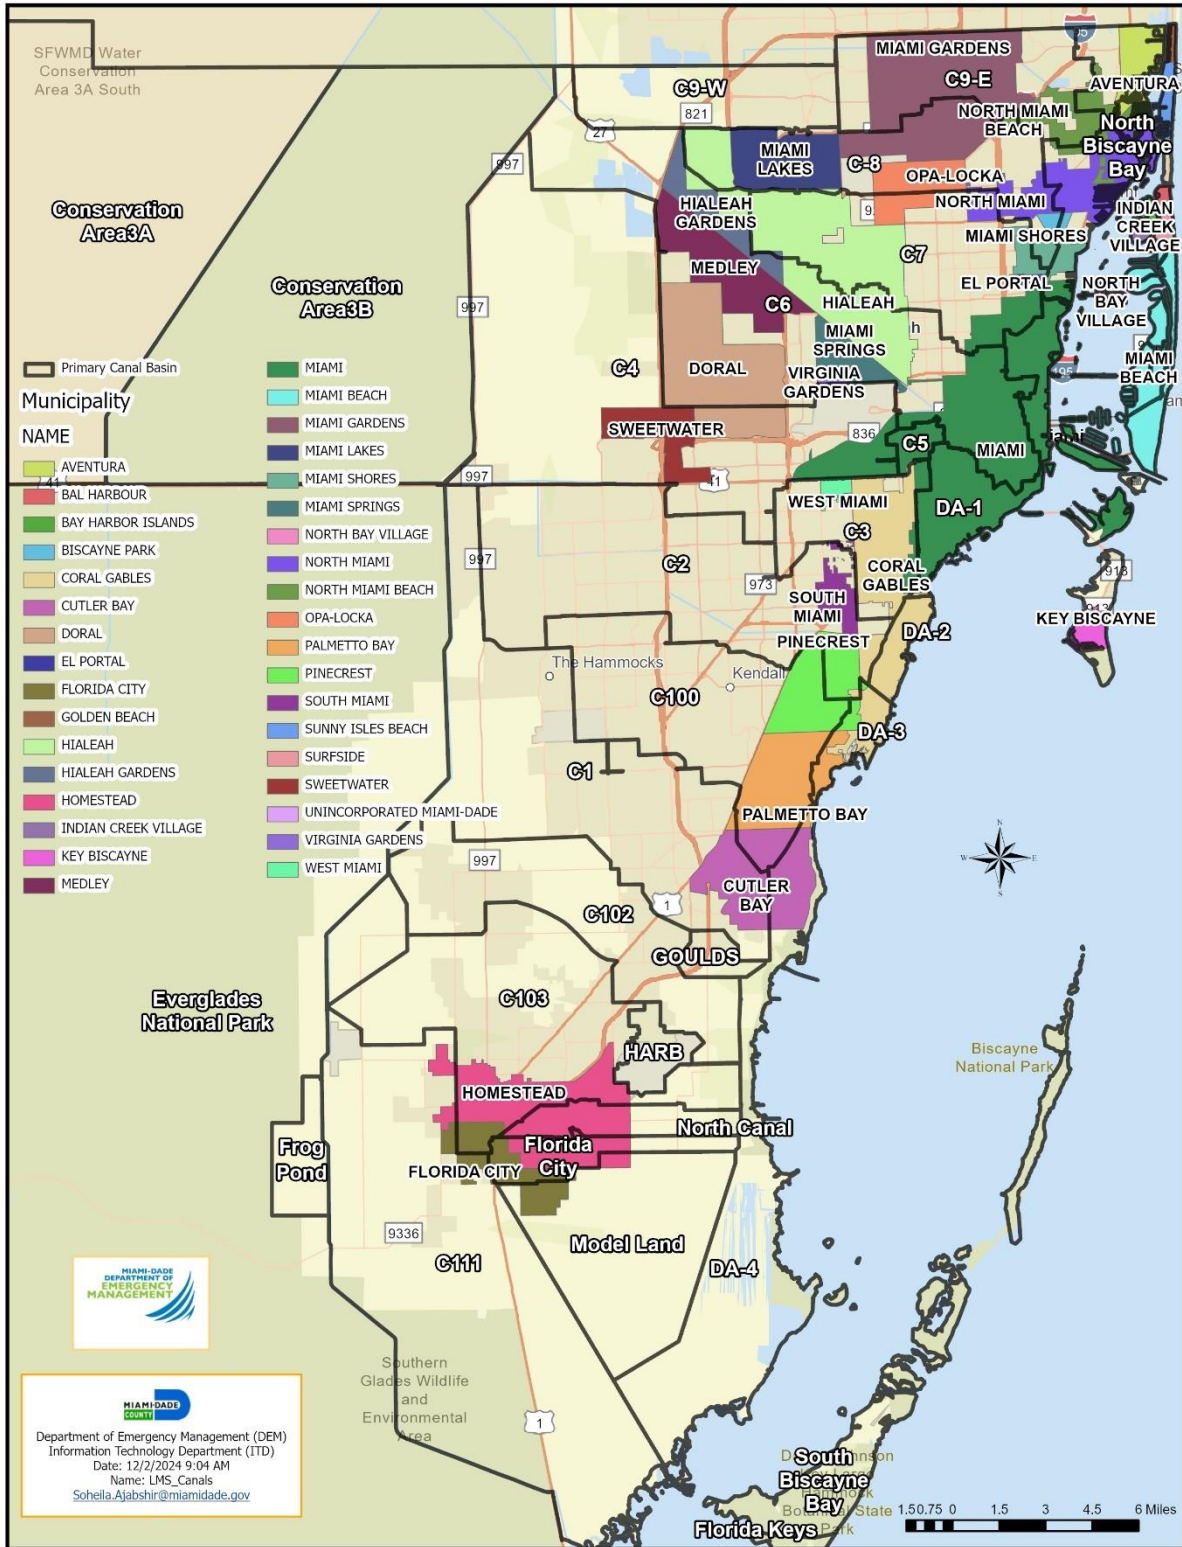 SFWMD Water
Conservation
Area 3A South
MIAMI GARDENS
95
C9-E
C9-W
AVENTURA
821
27
NORTH MIAMI
BEACH
North
Biscayne
Bay
997
MIAMI
LAKES
C-8
OPA-LOCKA
HIALEAH
GARDENS
NORTH MIAMI
INDIAN
CREEK
VILLAGE
Conservation
Area3A
MIAMI SHORES
C7
MEDLEY
Conservation
Area3B
EL PORTAL
NORTH
BAY
VILLAGE
997
C6
HIALEAH
MIAMI
SPRINGS
MIAMI
BEACH
C4
DORAL
VIRGINIA
GARDENS
195
SWEETWATER
836
C5
MIAMI
997
41
WEST MIAMI
DA-1
C3
997
C2
973
CORAL
GABLES
913
SOUTH
MIAMI
KEY BISCAYNE
DA-2
PINECREST
The Hammocks
Kendall
C100
DA-3
C1
PALMETTO BAY
997
CUTLER
BAY
1
C102
GOULDS
Everglades
National Park
C103
HARB
Biscayne
National Park
HOMESTEAD
North Canal
Frog
Pond
Florida
City
FLORIDA CITY
9336
Model Land
C111
DA-4
Southern
Glades Wildlife
and
Environmental
Area
1
South
Biscayne
Bay
Botanical State
Park
Florida Keys
Primary Canal Basin
Municipality
NAME
AVENTURA
41
BAL HARBOUR
BAY HARBOR ISLANDS
BISCAYNE PARK
CORAL GABLES
CUTLER BAY
DORAL
EL PORTAL
FLORIDA CITY
GOLDEN BEACH
HIALEAH
HIALEAH GARDENS
HOMESTEAD
INDIAN CREEK VILLAGE
KEY BISCAYNE
MEDLEY
MIAMI
MIAMI BEACH
MIAMI GARDENS
MIAMI LAKES
MIAMI SHORES
MIAMI SPRINGS
NORTH BAY VILLAGE
NORTH MIAMI
NORTH MIAMI BEACH
OPA-LOCKA
PALMETTO BAY
PINECREST
SOUTH MIAMI
SUNNY ISLES BEACH
SURFSIDE
SWEETWATER
UNINCORPORATED MIAMI-DADE
VIRGINIA GARDENS
WEST MIAMI
N
W E
S
MIAMI-DADE
DEPARTMENT OF
EMERGENCY
MANAGEMENT
MIAMI-DADE
COUNTY
Department of Emergency Management (DEM)
Information Technology Department (ITD)
Date: 12/2/2024 9:04 AM
Name: LMS_Canals
Soheila.Ajabshir@miamidade.gov
1.5 0.75 0 1.5 3 4.5 6 Miles